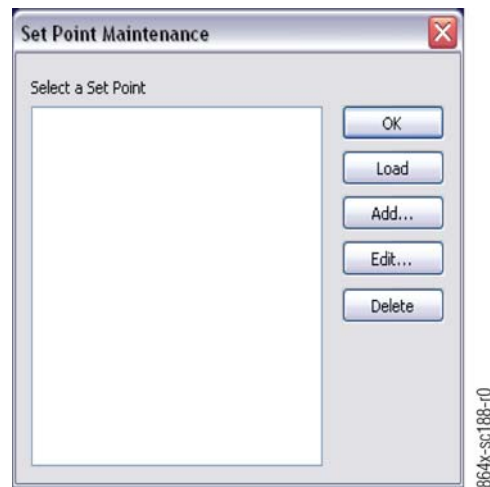 Set Point Maintenance
Select a Set Point
OK
Load
Add...
Edit...
Delete
864x-sc188-r0